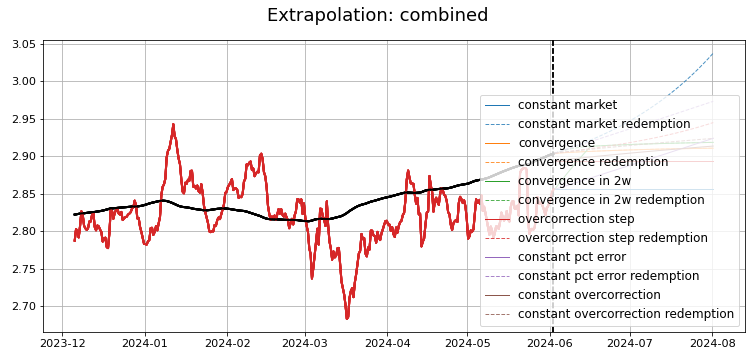 Extrapolation: combined
3.05
3.00
2.95
2.90
2.85
2.80
2.75
2.70
constant market
constant market redemption
convergence
convergence redemption
convergence in 2w
convergence in 2w redemption
overcorrection step
overcorrection step redemption
constant pct error
constant pct error redemption
constant overcorrection
constant overcorrection redemption
2023-12 2024-01 2024-02 2024-03 2024-04 2024-05 2024-06 2024-07 2024-08